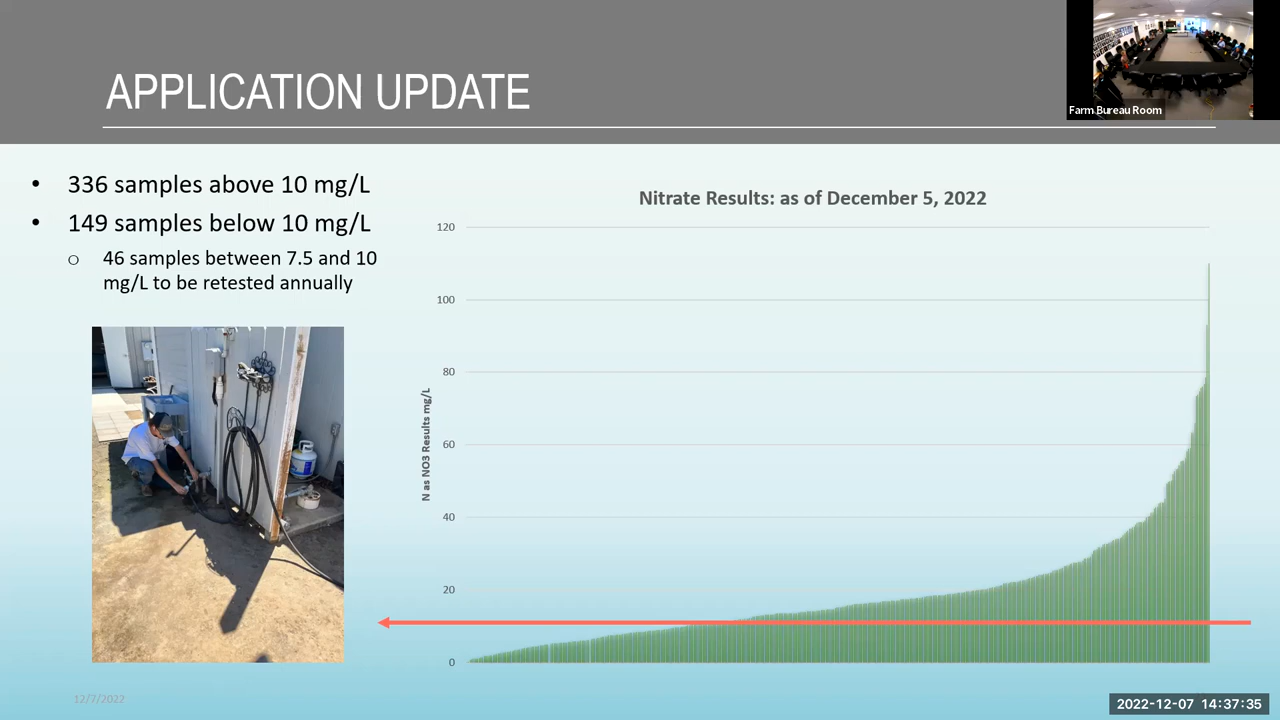 APPLICATION UPDATE
Farm Bureau Room
• 336 samples above 10 mg/L
• 149 samples below 10 mg/L
o 46 samples between 7.5 and 10
mg/L to be retested annually
Nitrate Results: as of December 5, 2022
N as NO3 Results mg/L
120
100
80
60
40
20
0
12/7/2022
2022-12-07 14:37:35